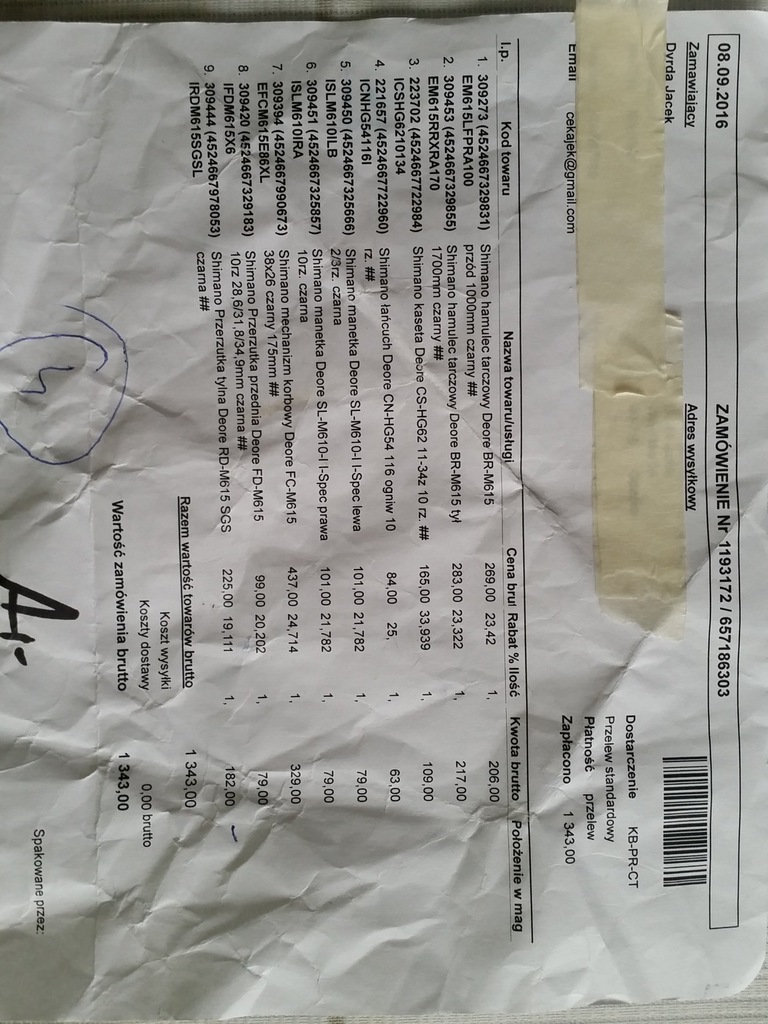 08.09.2016 ZAMÓWIENIE Nr 1193172 / 657186303
Zamawiający Adres wysyłkowy
Dyrda Jacek
Dostarczenie KB-PR-CT
Przelew standardowy
Płatność przelew
Zapłacono 1 343,00
Email cekajek@gmail.com
l.p. Kod towaru Nazwa towaru/usługi Cena brut Rabat % Ilość Kwota brutto Położenie w mag
1. 309273 (4524667329831) Shimano hamulec tarczowy Deore BR-M615 269,00 23,42 1, 206,00
EM615LFPRA100 przód 1000mm czarny ##
2. 309453 (4524667329855) Shimano hamulec tarczowy Deore BR-M615 tył 283,00 23,322 1, 217,00
EM615RRXRA170 1700mm czarny ##
3. 223702 (4524667722984) Shimano kaseta Deore CS-HG62 11-34z 10 rz. ## 165,00 33,939 1, 109,00
ICSHG6210134
4. 221657 (4524667722960) Shimano łańcuch Deore CN-HG54 116 ogniw 10 84,00 25, 1, 63,00
ICNHG54116I rz. ##
5. 309450 (4524667325666) Shimano manetka Deore SL-M610-I I-Spec lewa 101,00 21,782 1, 79,00
ISLM610ILB 2/3rz. czarna
6. 309451 (4524667325857) Shimano manetka Deore SL-M610-I I-Spec prawa 101,00 21,782 1, 79,00
ISLM610IRA 10rz. czarna
7. 309394 (4524667990673) Shimano mechanizm korbowy Deore FC-M615 437,00 24,714 1, 329,00
EFCM615E86XL 38x26 czarny 175mm ##
8. 309420 (4524667329183) Shimano Przerzutka przednia Deore FD-M615 99,00 20,202 1, 79,00
IFDM615X6 10rz 28,6/31,8/34,9mm czarna ##
9. 309444 (4524667978053) Shimano Przerzutka tylna Deore RD-M615 SGS 225,00 19,111 1, 182,00
IRDM615SGSL czarna ##
Razem wartość towarów brutto 1 343,00
Koszt wysyłki
Koszty dostawy 0,00 brutto
Wartość zamówienia brutto 1 343,00
Spakowane przez: